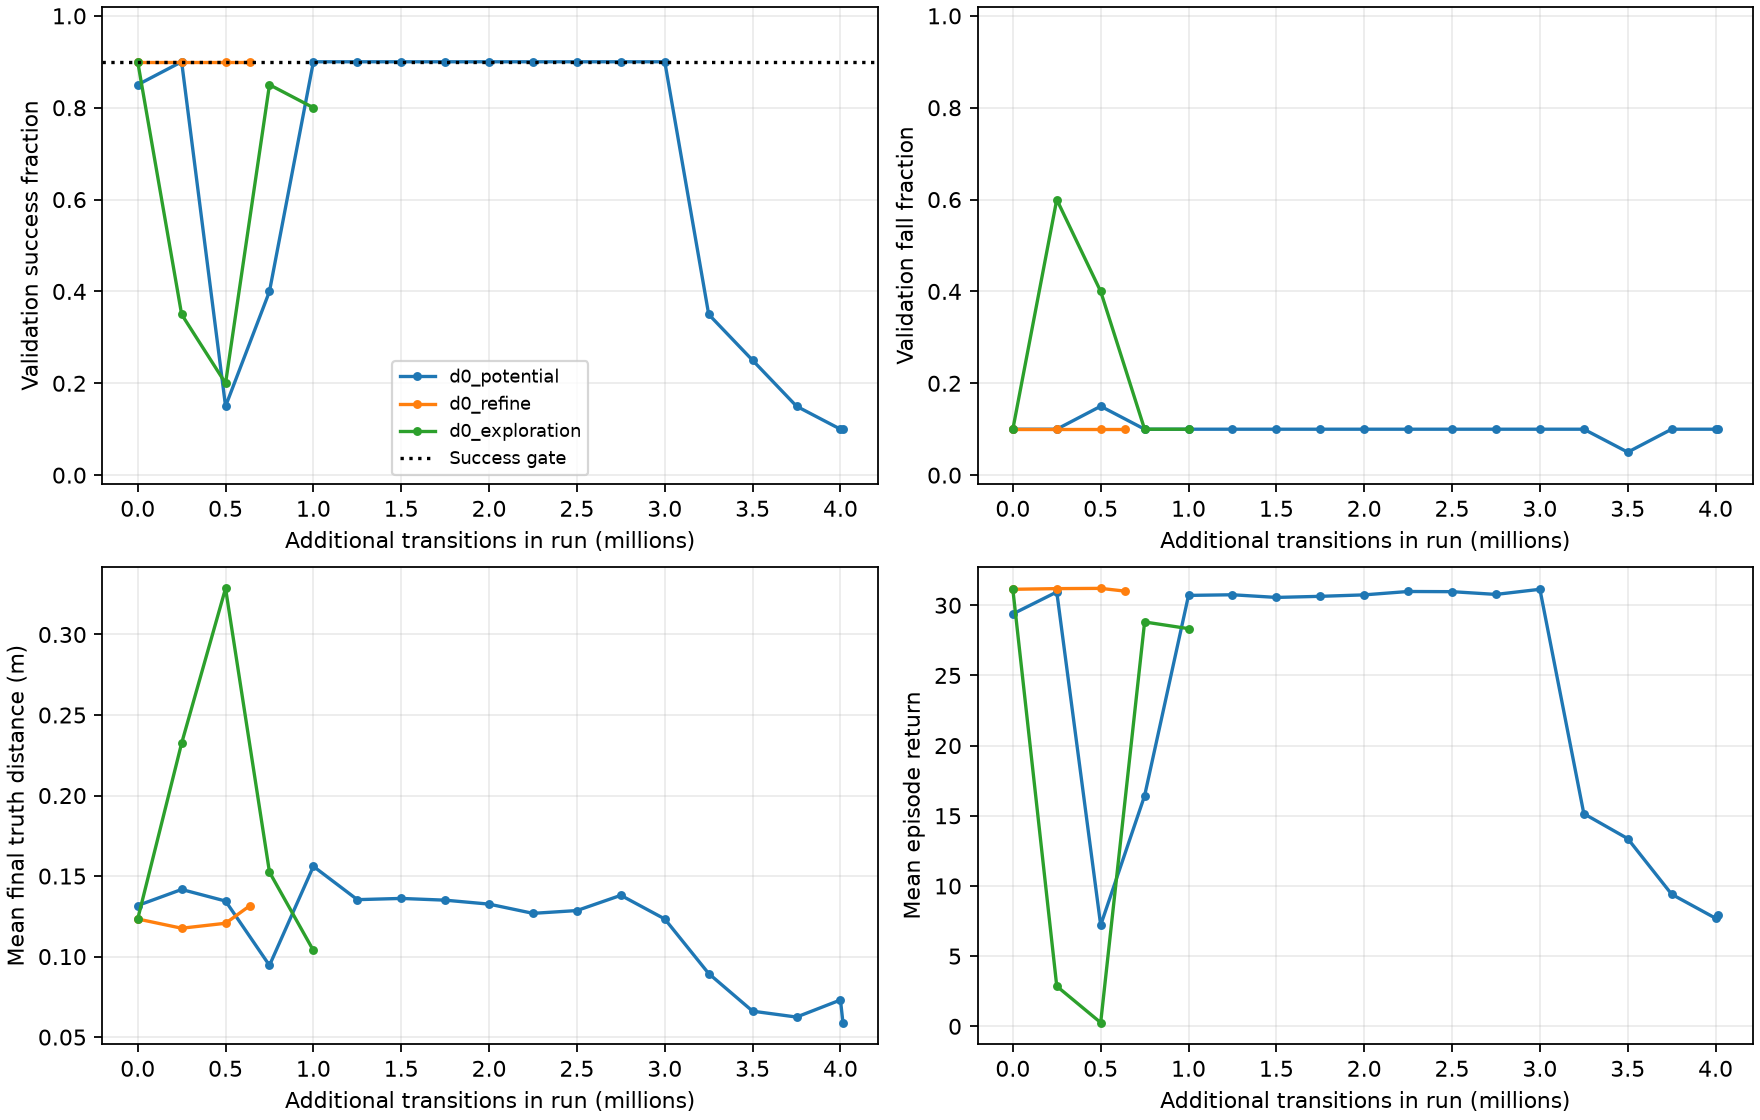 1.0
0.8
0.6
0.4
0.2
0.0
Validation success fraction
d0_potential
d0_refine
d0_exploration
Success gate
0.0 0.5 1.0 1.5 2.0 2.5 3.0 3.5 4.0
Additional transitions in run (millions)
1.0
0.8
0.6
0.4
0.2
0.0
Validation fall fraction
0.0 0.5 1.0 1.5 2.0 2.5 3.0 3.5 4.0
Additional transitions in run (millions)
0.30
0.25
0.20
0.15
0.10
0.05
Mean final truth distance (m)
0.0 0.5 1.0 1.5 2.0 2.5 3.0 3.5 4.0
Additional transitions in run (millions)
30
25
20
15
10
5
0
Mean episode return
0.0 0.5 1.0 1.5 2.0 2.5 3.0 3.5 4.0
Additional transitions in run (millions)